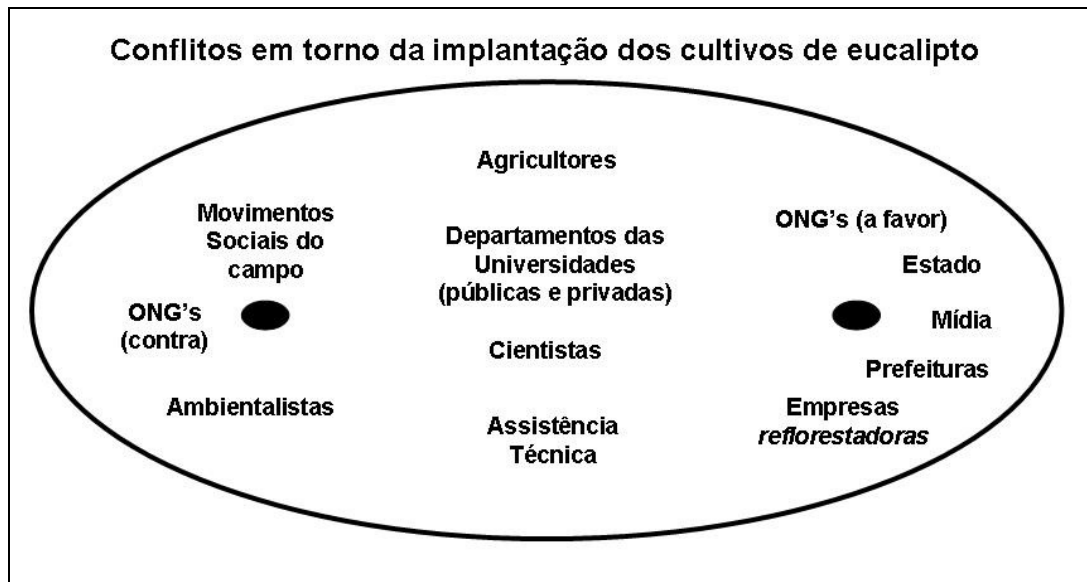 Conflitos em torno da implantação dos cultivos de eucalipto
Agricultores
Movimentos
Sociais do
campo
ONG's
(contra)
Ambientalistas
Departamentos das
Universidades
(públicas e privadas)
Cientistas
Assistência
Técnica
ONG's (a favor)
Estado
Mídia
Prefeituras
Empresas
reflorestadoras